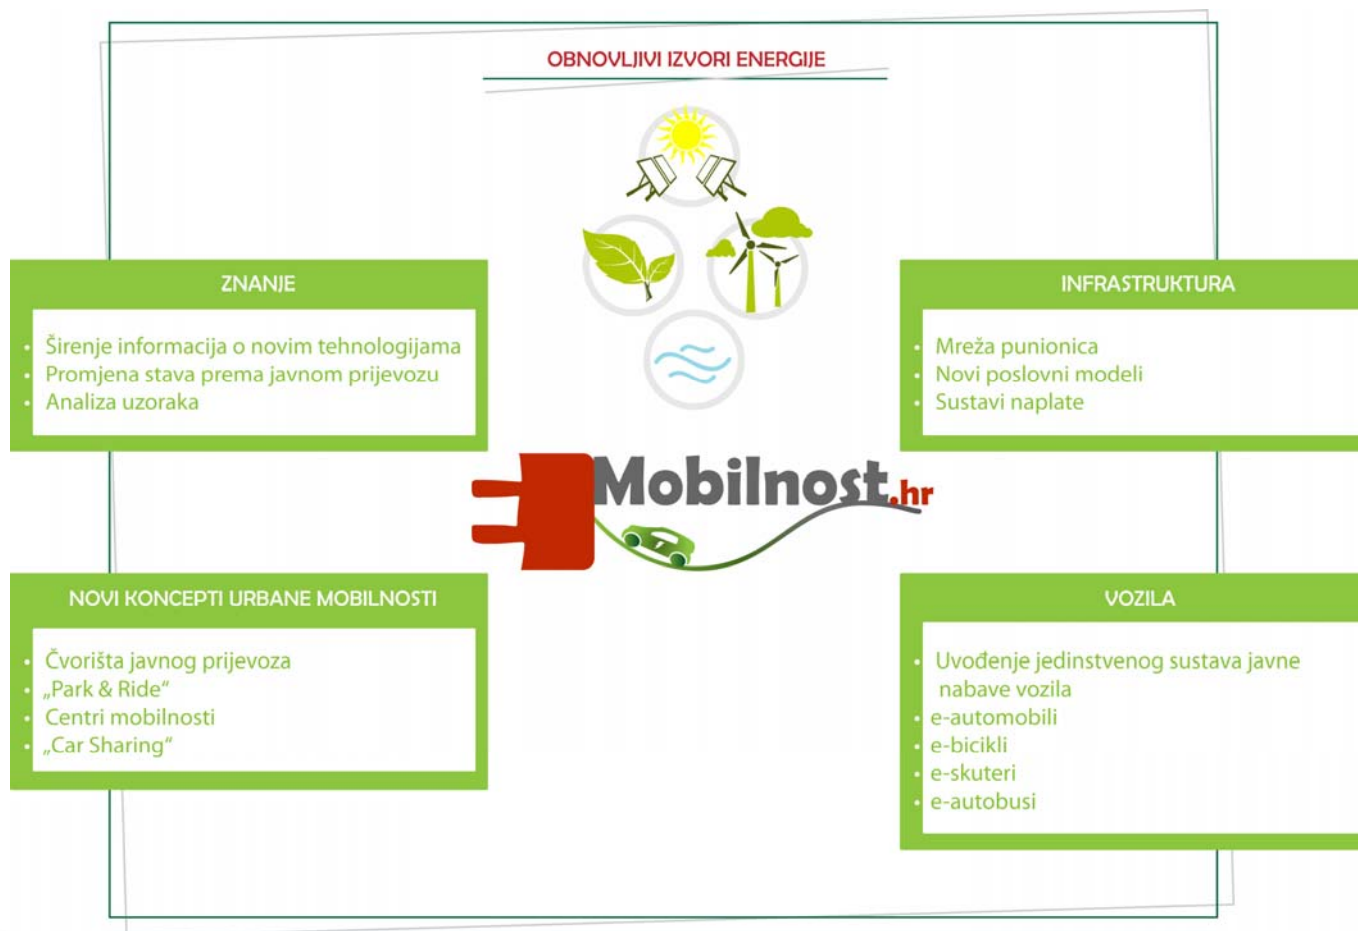 OBNOVLJIVI IZVORI ENERGIJE
ZNANJE
• Širenje informacija o novim tehnologijama
• Promjena stava prema javnom prijevozu
• Analiza uzoraka
INFRASTRUKTURA
• Mreža punionica
• Novi poslovni modeli
• Sustavi naplate
Mobilnost.hr
NOVI KONCEPTI URBANE MOBILNOSTI
• Čvorišta javnog prijevoza
• „Park & Ride“
• Centri mobilnosti
• „Car Sharing“
VOZILA
• Uvođenje jedinstvenog sustava javne
nabave vozila
• e-automobili
• e-bicikli
• e-skuteri
• e-autobusi